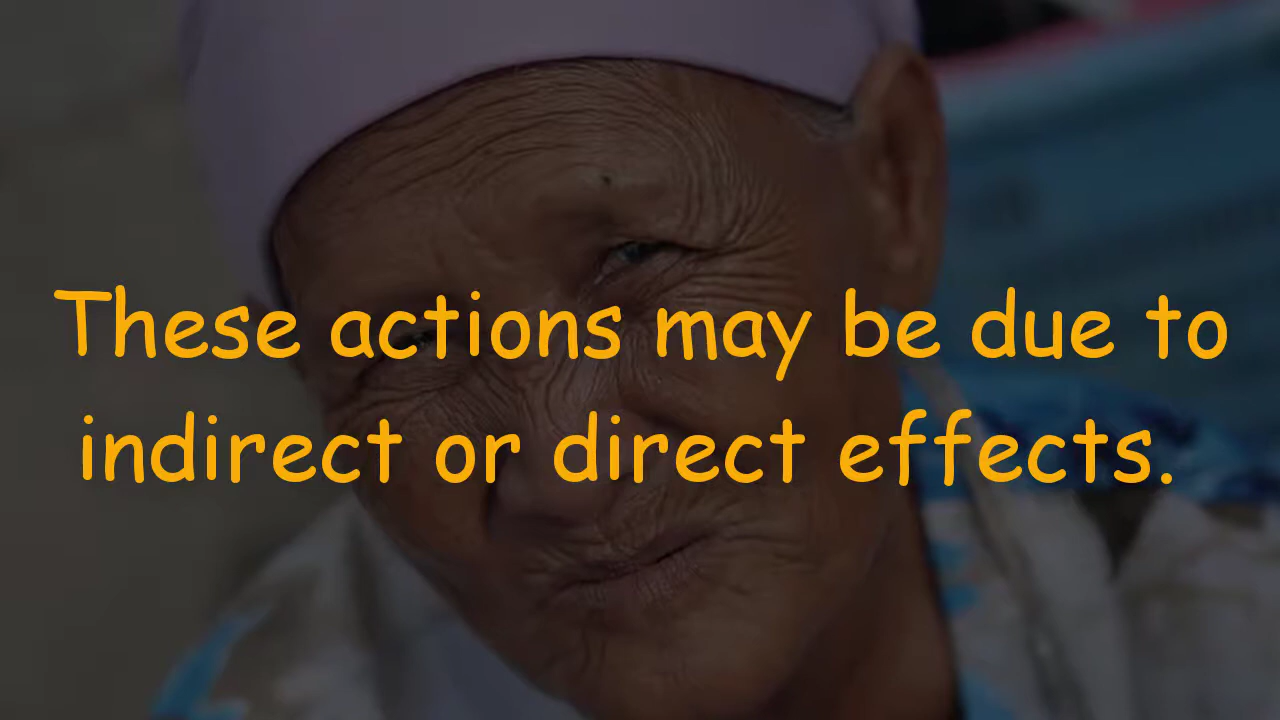 These actions may be due to
indirect or direct effects.